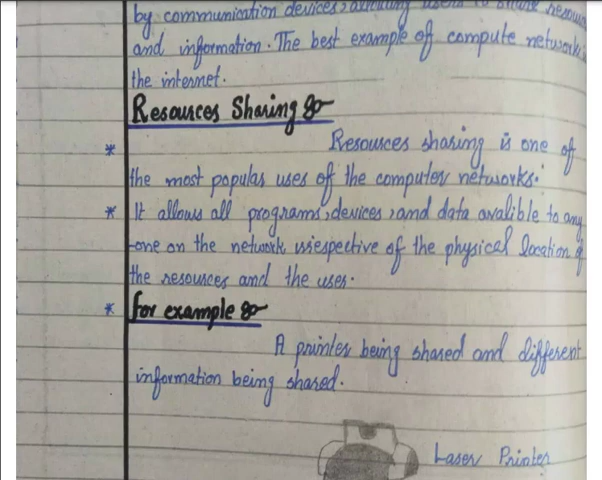 by communication devices, allowing users to share resour
and information. The best example of compute network is
the internet.
Resources Sharing :-
* Resources sharing is one of
the most popular uses of the computer networks.
* It allows all programs, devices, and data avalible to any
-one on the network irrespective of the physical location of
the resources and the user.
* for example :-
A printer being shared and different
information being shared.
Laser Printer